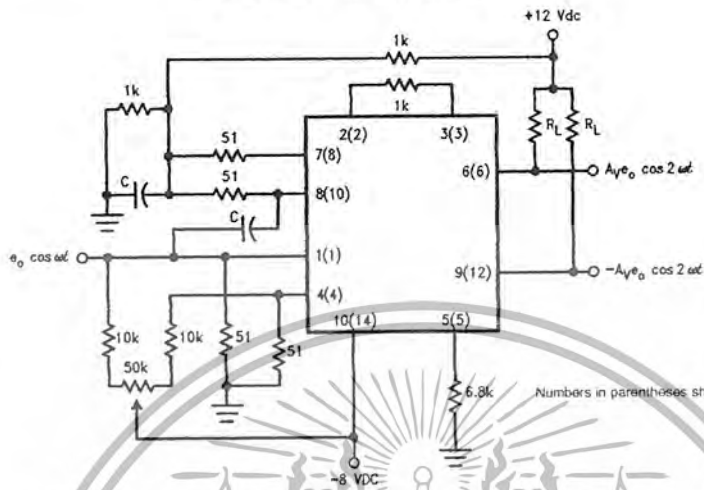 +12 Vdc
1k
1k
1k
2(2)
3(3)
R_L
R_L
51
7(8)
6(6)
A_V e_o cos 2 ωt
C
51
8(10)
C
e_o cos ωt
1(1)
9(12)
-A_V e_o cos 2 ωt
4(4)
10(14)
5(5)
10k
10k
51
51
50k
6.8k
Numbers in parentheses sh
-8 VDC